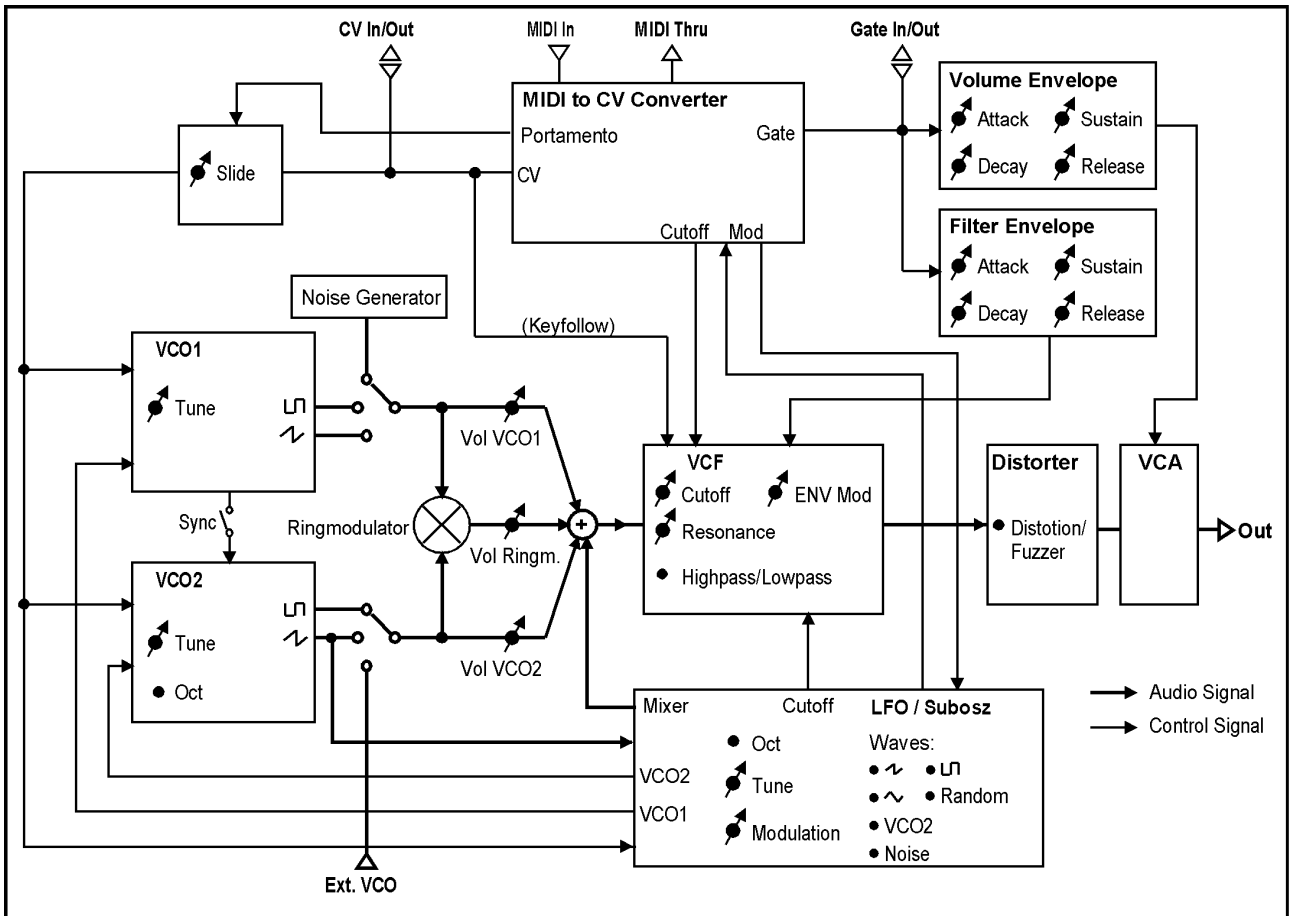 CV In/Out
MIDI In
MIDI Thru
Gate In/Out
MIDI to CV Converter
Portamento
CV
Gate
Cutoff
Mod
Slide
Volume Envelope
Attack
Sustain
Decay
Release
Filter Envelope
Attack
Sustain
Decay
Release
Noise Generator
(Keyfollow)
VCO1
Tune
Vol VCO1
Sync
Ringmodulator
Vol Ringm.
+
VCF
Cutoff
ENV Mod
Resonance
Highpass/Lowpass
Distorter
Distotion/
Fuzzer
VCA
Out
VCO2
Tune
Oct
Vol VCO2
Ext. VCO
Mixer
Cutoff
LFO / Subosz
Oct
Waves:
VCO2
Tune
Random
VCO1
Modulation
VCO2
Noise
Audio Signal
Control Signal